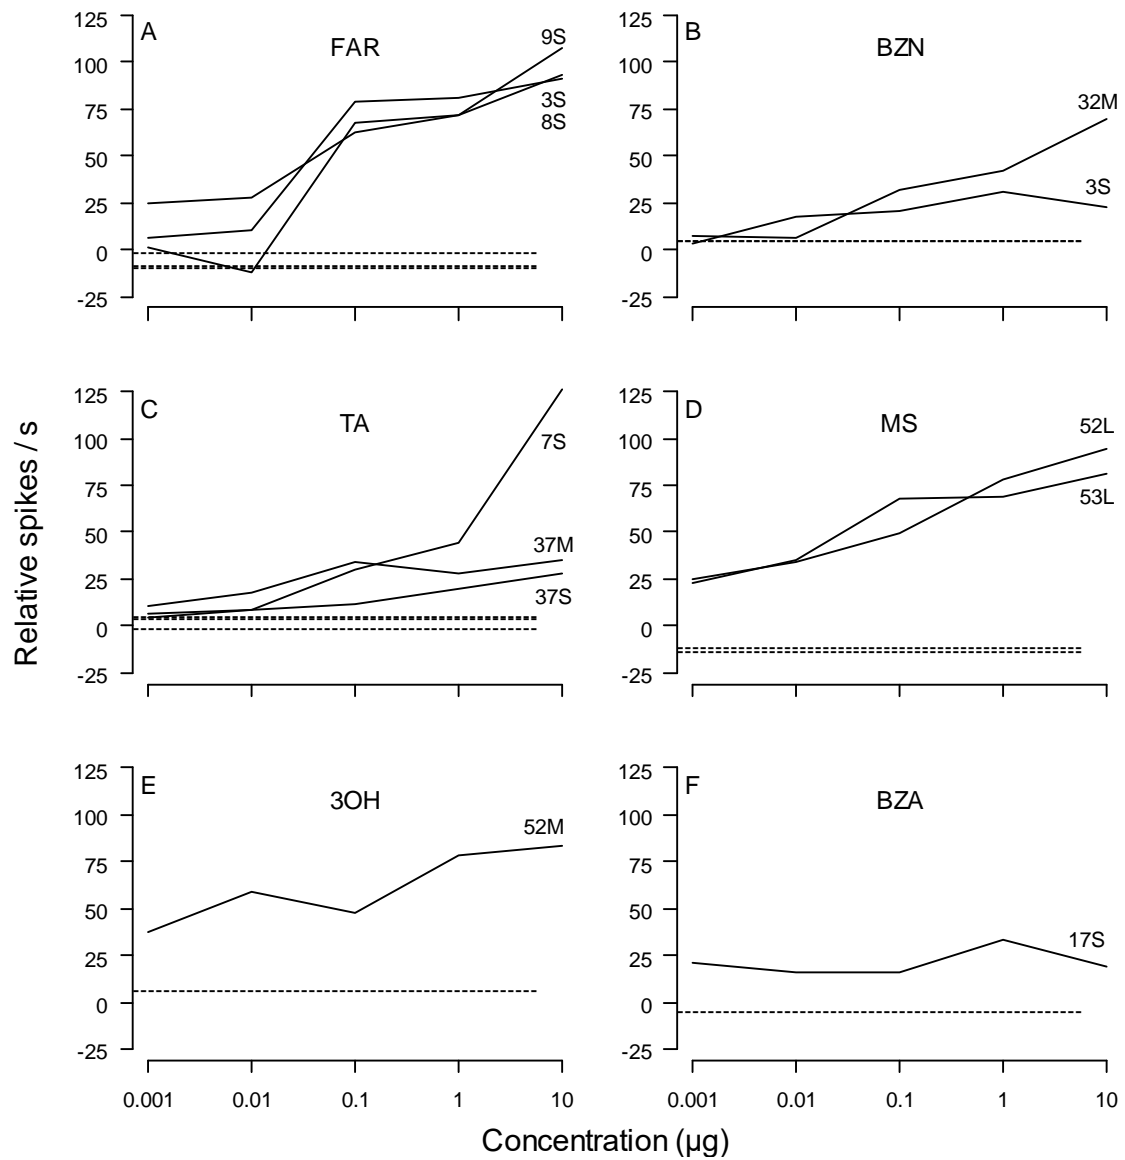 A
FAR
125
100
75
50
25
0
-25
9S
3S
8S
B
BZN
125
100
75
50
25
0
-25
32M
3S
C
TA
125
100
75
50
25
0
-25
7S
37M
37S
D
MS
125
100
75
50
25
0
-25
52L
53L
E
3OH
125
100
75
50
25
0
-25
52M
0.001 0.01 0.1 1 10
F
BZA
125
100
75
50
25
0
-25
17S
0.001 0.01 0.1 1 10
Relative spikes / s
Concentration (µg)